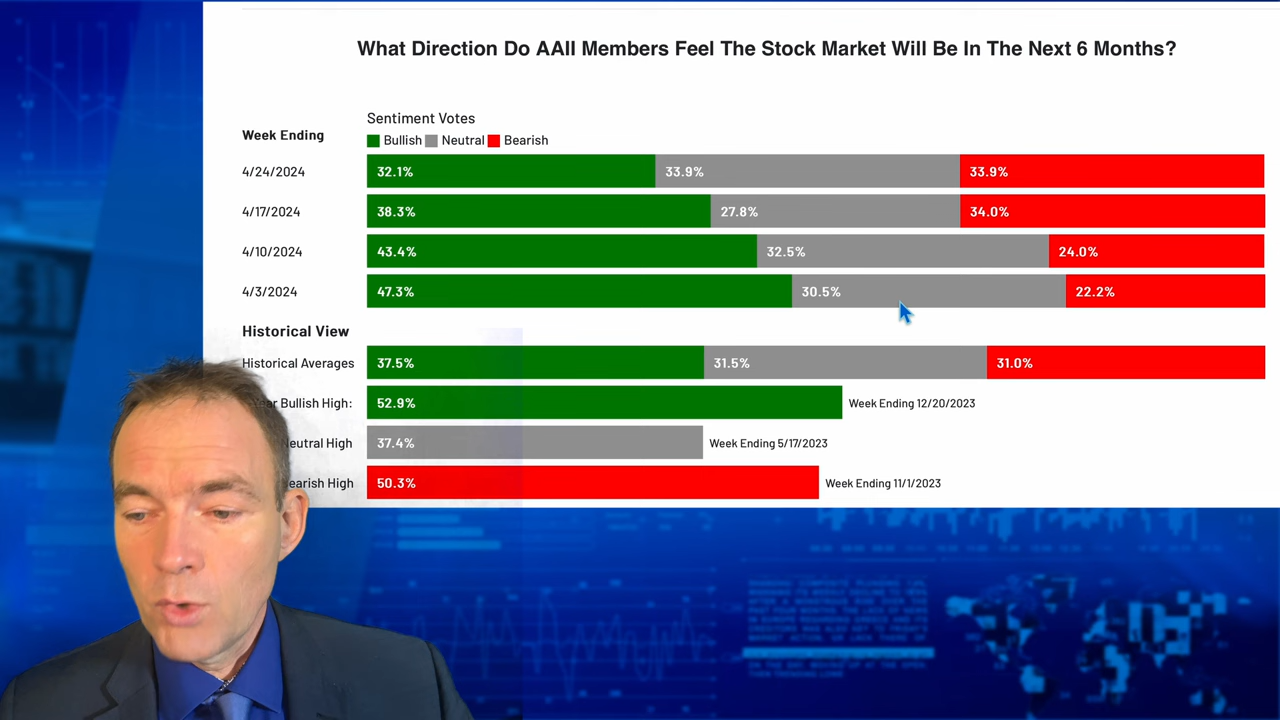 What Direction Do AAII Members Feel The Stock Market Will Be In The Next 6 Months?
Sentiment Votes
Week Ending
Bullish Neutral Bearish
4/24/2024 32.1% 33.9% 33.9%
4/17/2024 38.3% 27.8% 34.0%
4/10/2024 43.4% 32.5% 24.0%
4/3/2024 47.3% 30.5% 22.2%
Historical View
Historical Averages 37.5% 31.5% 31.0%
Bullish High: 52.9% Week Ending 12/20/2023
High 37.4% Week Ending 5/17/2023
High 50.3% Week Ending 11/1/2023